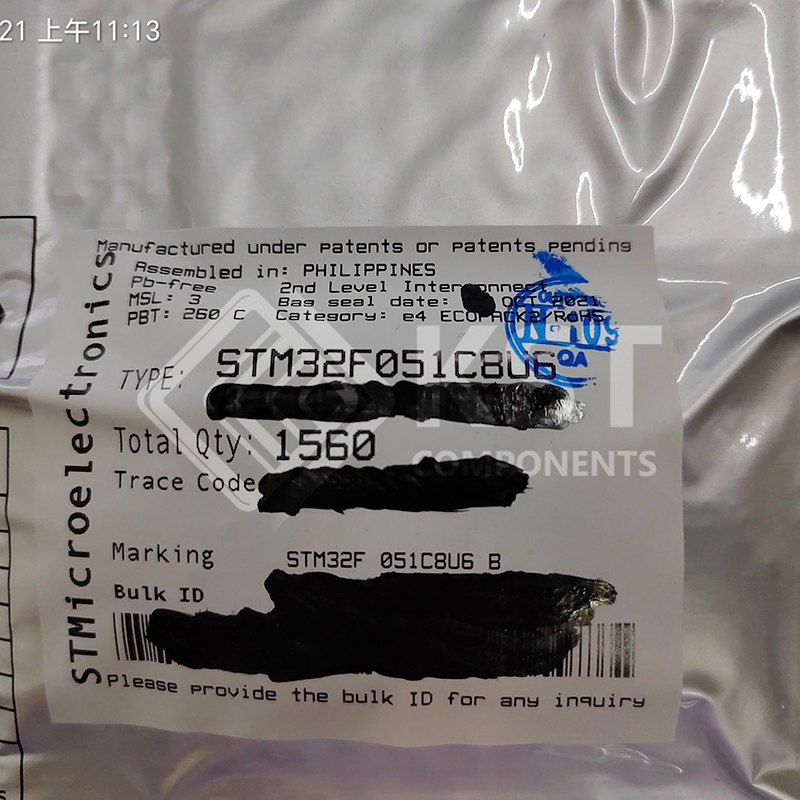 21 上午11:13
Manufactured under patents or patents pending
Assembled in: PHILIPPINES
Pb-free 2nd Level Interconnect
MSL: 3 Bag seal date: OCT 2021
PBT: 260 C Category: e4 ECOPACK2/RoHS
TYPE: STM32F051C8U6
Total Qty: 1560
Trace Code
Marking STM32F 051C8U6 B
Bulk ID
Please provide the bulk ID for any inquiry
STMicroelectronics
QA
COMPONENTS